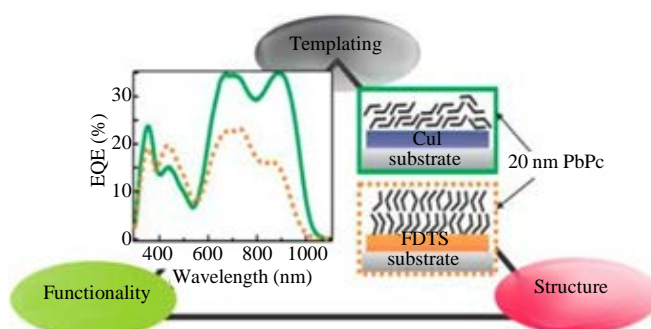 Templating
EQE (%)
30
20
10
0
400 600 800 1000
Wavelength (nm)
CuI
substrate
20 nm PbPc
FDTS
substrate
Functionality
Structure